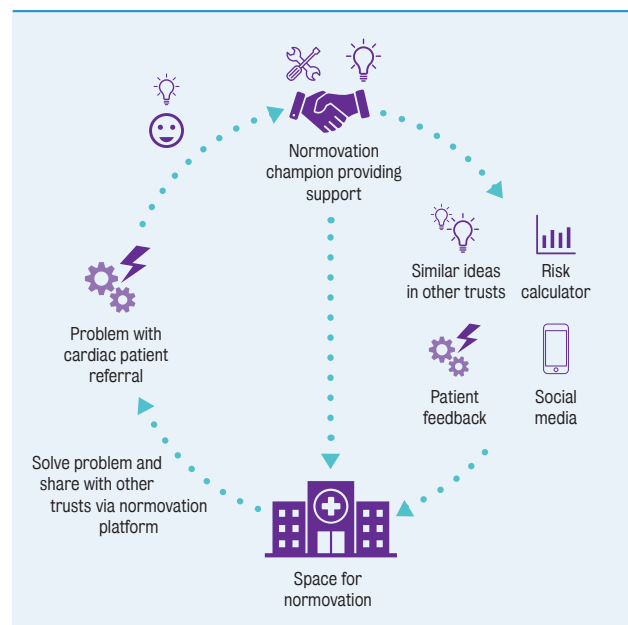 Normovation
champion providing
support
Similar ideas
in other trusts
Risk
calculator
Patient
feedback
Social
media
Space for
normovation
Solve problem and
share with other
trusts via normovation
platform
Problem with
cardiac patient
referral